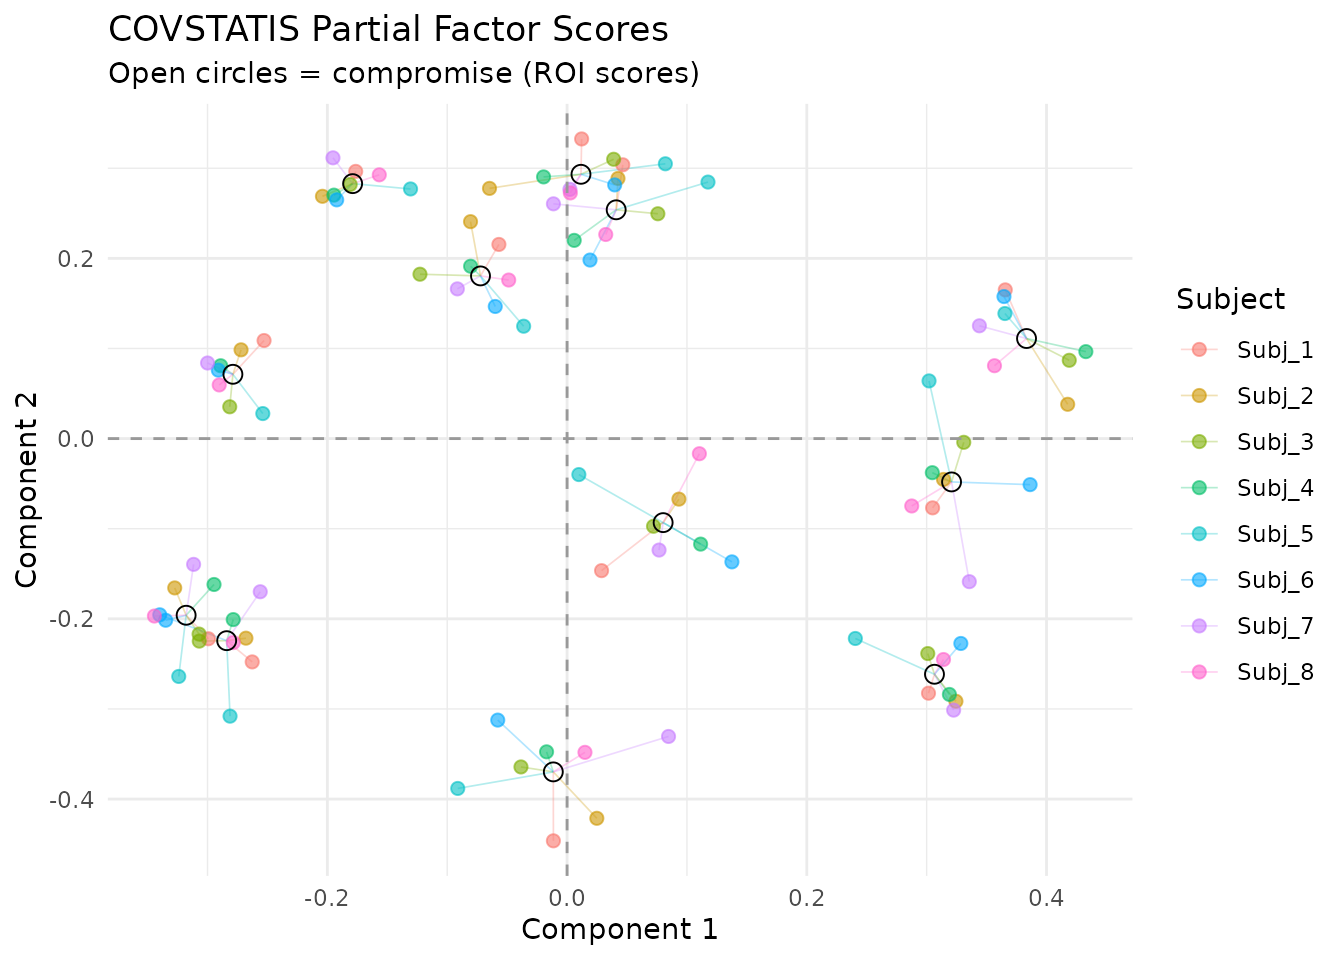 COVSTATIS Partial Factor Scores
Open circles = compromise (ROI scores)
Component 2
0.2
0.0
-0.2
-0.4
-0.2
0.0
0.2
0.4
Component 1
Subject
Subj_1
Subj_2
Subj_3
Subj_4
Subj_5
Subj_6
Subj_7
Subj_8